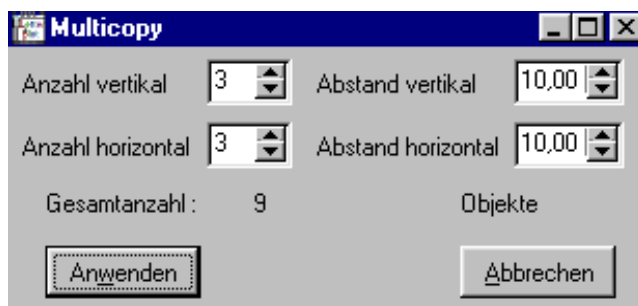 Multicopy
Anzahl vertikal 3 Abstand vertikal 10,00
Anzahl horizontal 3 Abstand horizontal 10,00
Gesamtanzahl : 9 Objekte
Anwenden Abbrechen